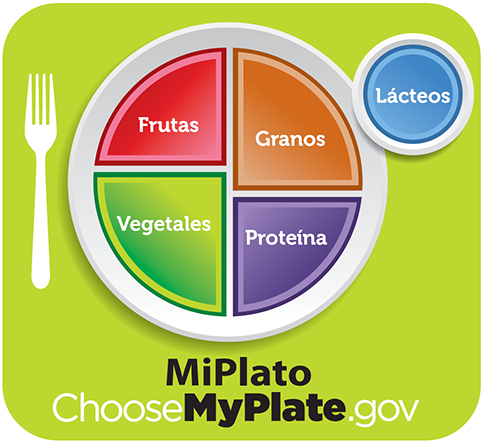 Lácteos
Frutas
Granos
Vegetales
Proteína
MiPlato
ChooseMyPlate.gov